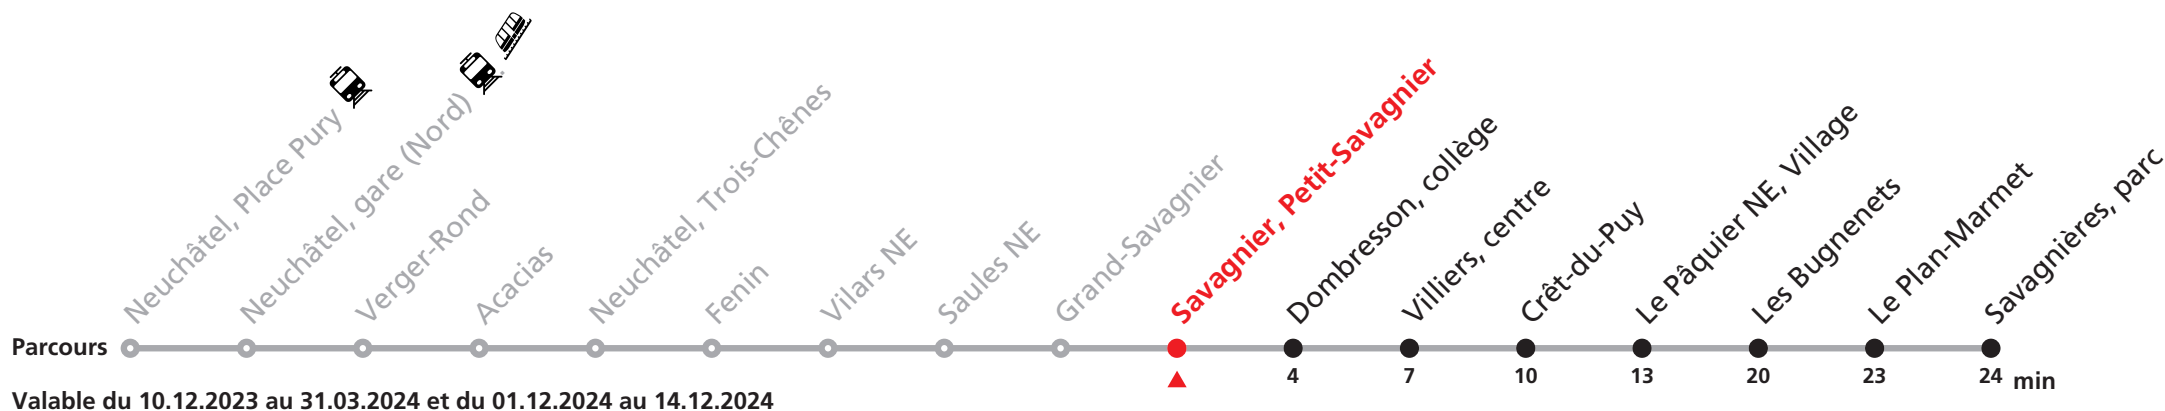 Neuchâtel, Place Pury
Neuchâtel, gare (Nord)
Verger-Rond
Acacias
Neuchâtel, Trois-Chênes
Fenin
Vilars NE
Saules NE
Grand-Savagnier
Savagnier, Petit-Savagnier
Dombresson, collège
Villiers, centre
Crêt-du-Puy
Le Pâquier NE, Village
Les Bugnenets
Le Plan-Marmet
Savagnières, parc
Parcours
4 7 10 13 20 23 24 min
Valable du 10.12.2023 au 31.03.2024 et du 01.12.2024 au 14.12.2024